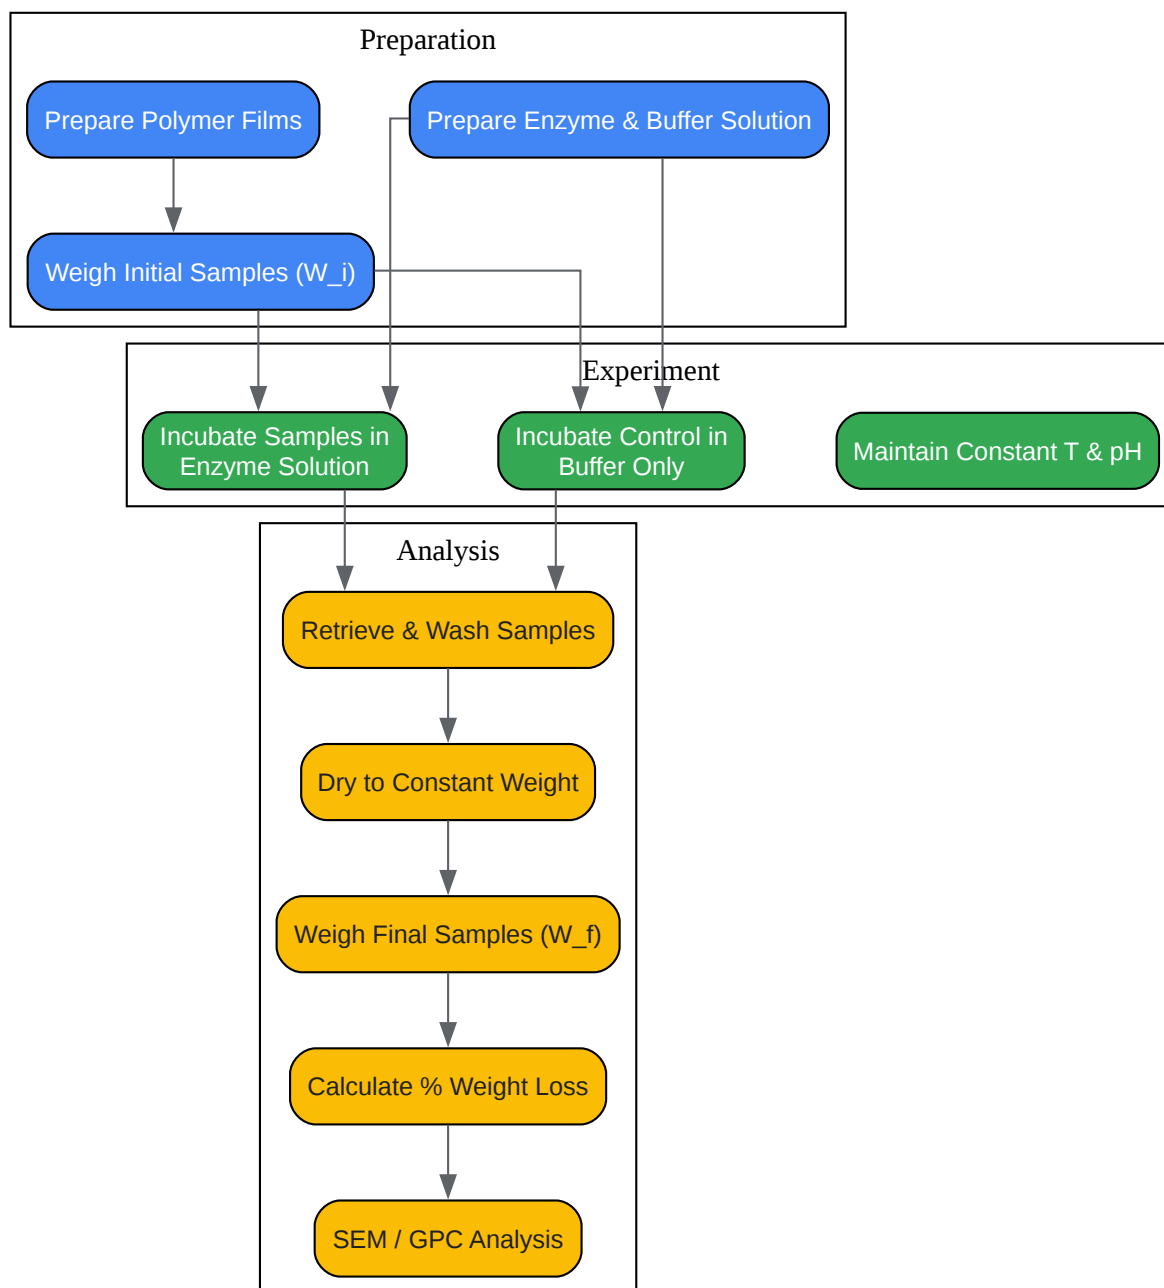 Preparation
Prepare Polymer Films
Prepare Enzyme & Buffer Solution
Weigh Initial Samples (W_i)
Experiment
Incubate Samples in
Enzyme Solution
Incubate Control in
Buffer Only
Maintain Constant T & pH
Analysis
Retrieve & Wash Samples
Dry to Constant Weight
Weigh Final Samples (W_f)
Calculate % Weight Loss
SEM / GPC Analysis